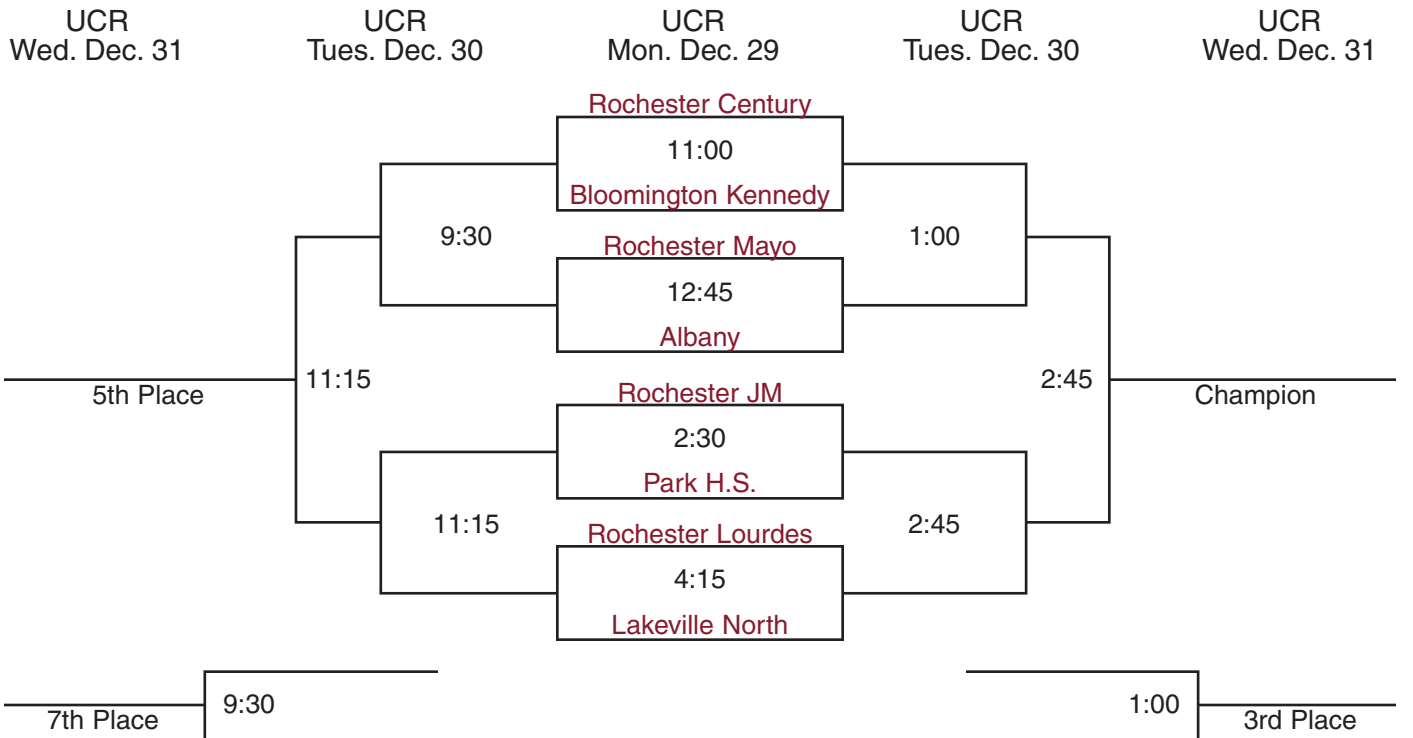 UCR
Wed. Dec. 31
UCR
Tues. Dec. 30
UCR
Mon. Dec. 29
UCR
Tues. Dec. 30
UCR
Wed. Dec. 31
Rochester Century
11:00
Bloomington Kennedy
9:30
1:00
Rochester Mayo
12:45
Albany
11:15
5th Place
2:45
Champion
Rochester JM
2:30
Park H.S.
11:15
2:45
Rochester Lourdes
4:15
Lakeville North
9:30
7th Place
1:00
3rd Place